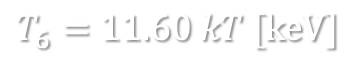 T₆ = 11.60 kT [keV]